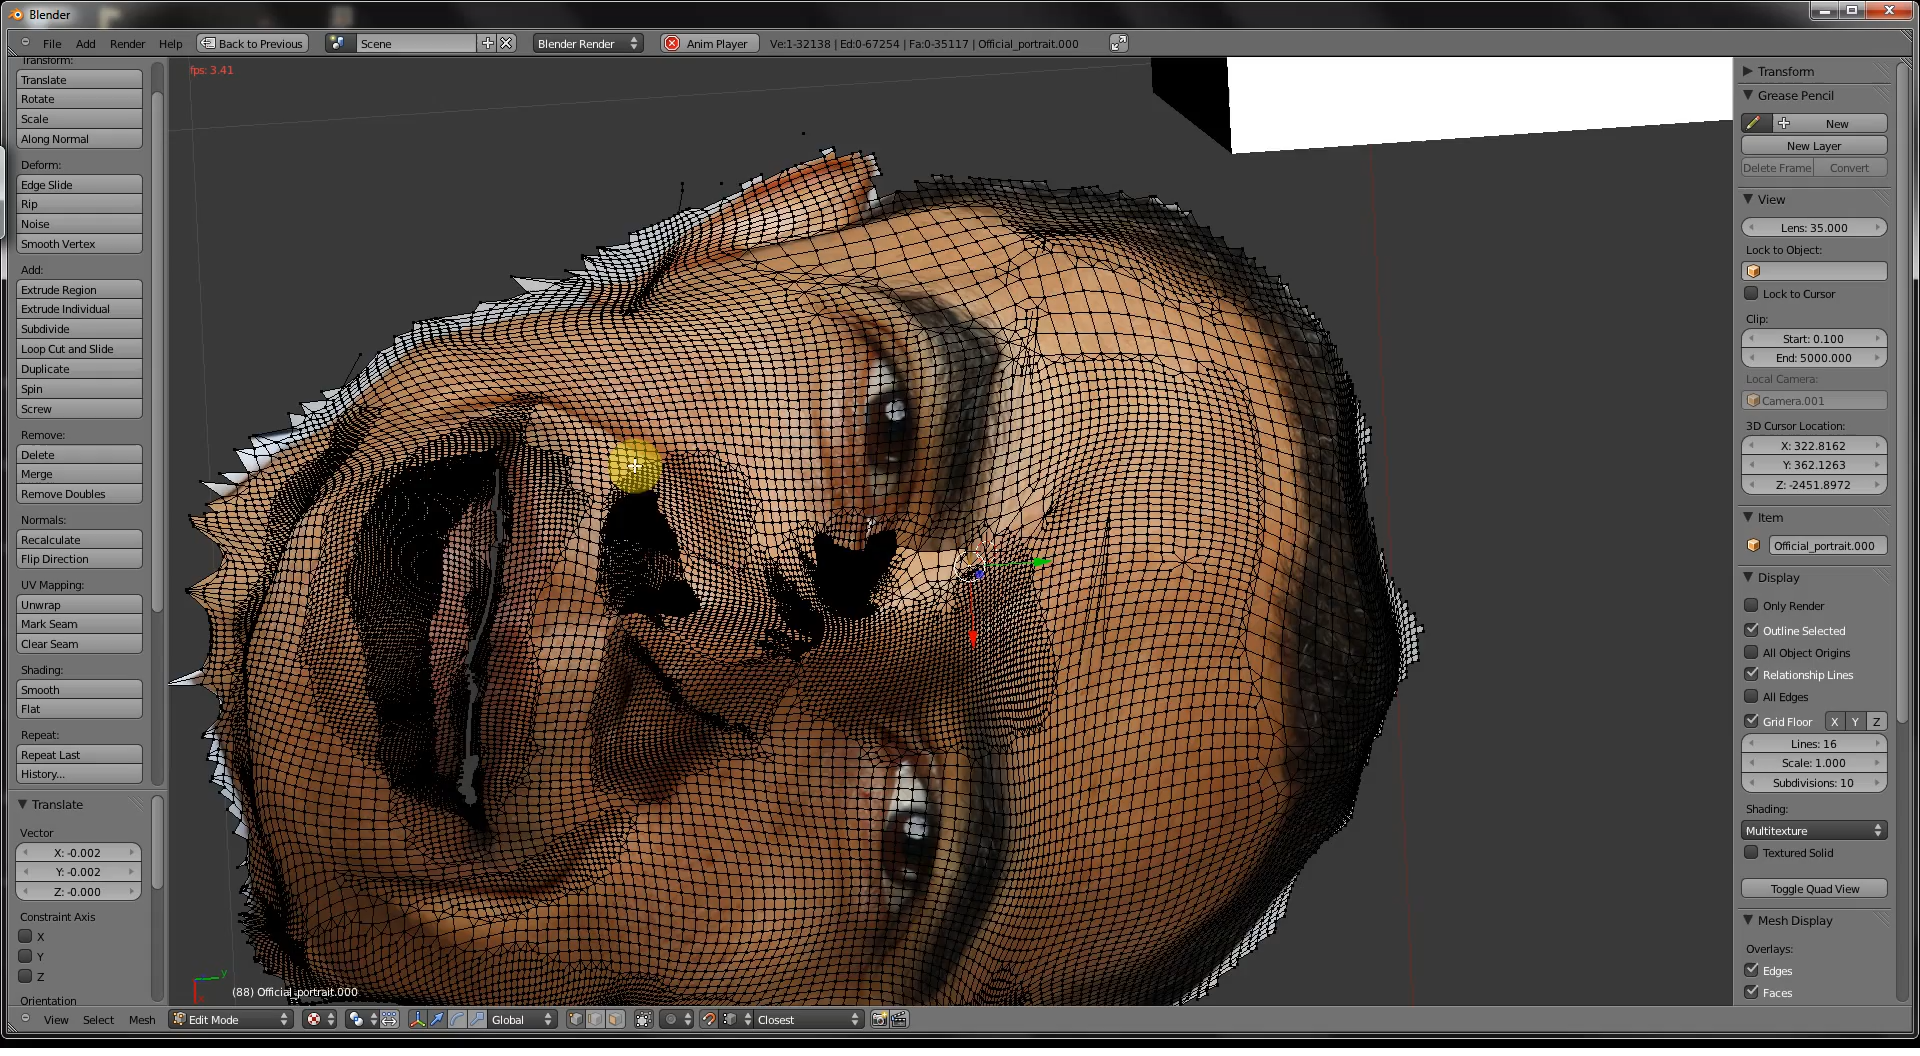 Blender
File Add Render Help Back to Previous Scene Blender Render Anim Player Ve:1-32138 | Ed:0-67254 | Fa:0-35117 | Official_portrait.000
fps: 3.41
Transform:
Translate
Rotate
Scale
Along Normal
Deform:
Edge Slide
Rip
Noise
Smooth Vertex
Add:
Extrude Region
Extrude Individual
Subdivide
Loop Cut and Slide
Duplicate
Spin
Screw
Remove:
Delete
Merge
Remove Doubles
Normals:
Recalculate
Flip Direction
UV Mapping:
Unwrap
Mark Seam
Clear Seam
Shading:
Smooth
Flat
Repeat:
Repeat Last
History...
Translate
Vector
X: -0.002
Y: -0.002
Z: -0.000
Constraint Axis
X
Y
Z
Orientation
y
x
(88) Official_portrait.000
Transform
Grease Pencil
New
New Layer
Delete Frame Convert
View
Lens: 35.000
Lock to Object:
Lock to Cursor
Clip:
Start: 0.100
End: 5000.000
Local Camera:
Camera.001
3D Cursor Location:
X: 322.8162
Y: 362.1263
Z: -2451.8972
Item
Official_portrait.000
Display
Only Render
Outline Selected
All Object Origins
Relationship Lines
All Edges
Grid Floor X Y Z
Lines: 16
Scale: 1.000
Subdivisions: 10
Shading:
Multitexture
Textured Solid
Toggle Quad View
Mesh Display
Overlays:
Edges
Faces
View Select Mesh Edit Mode Global Closest